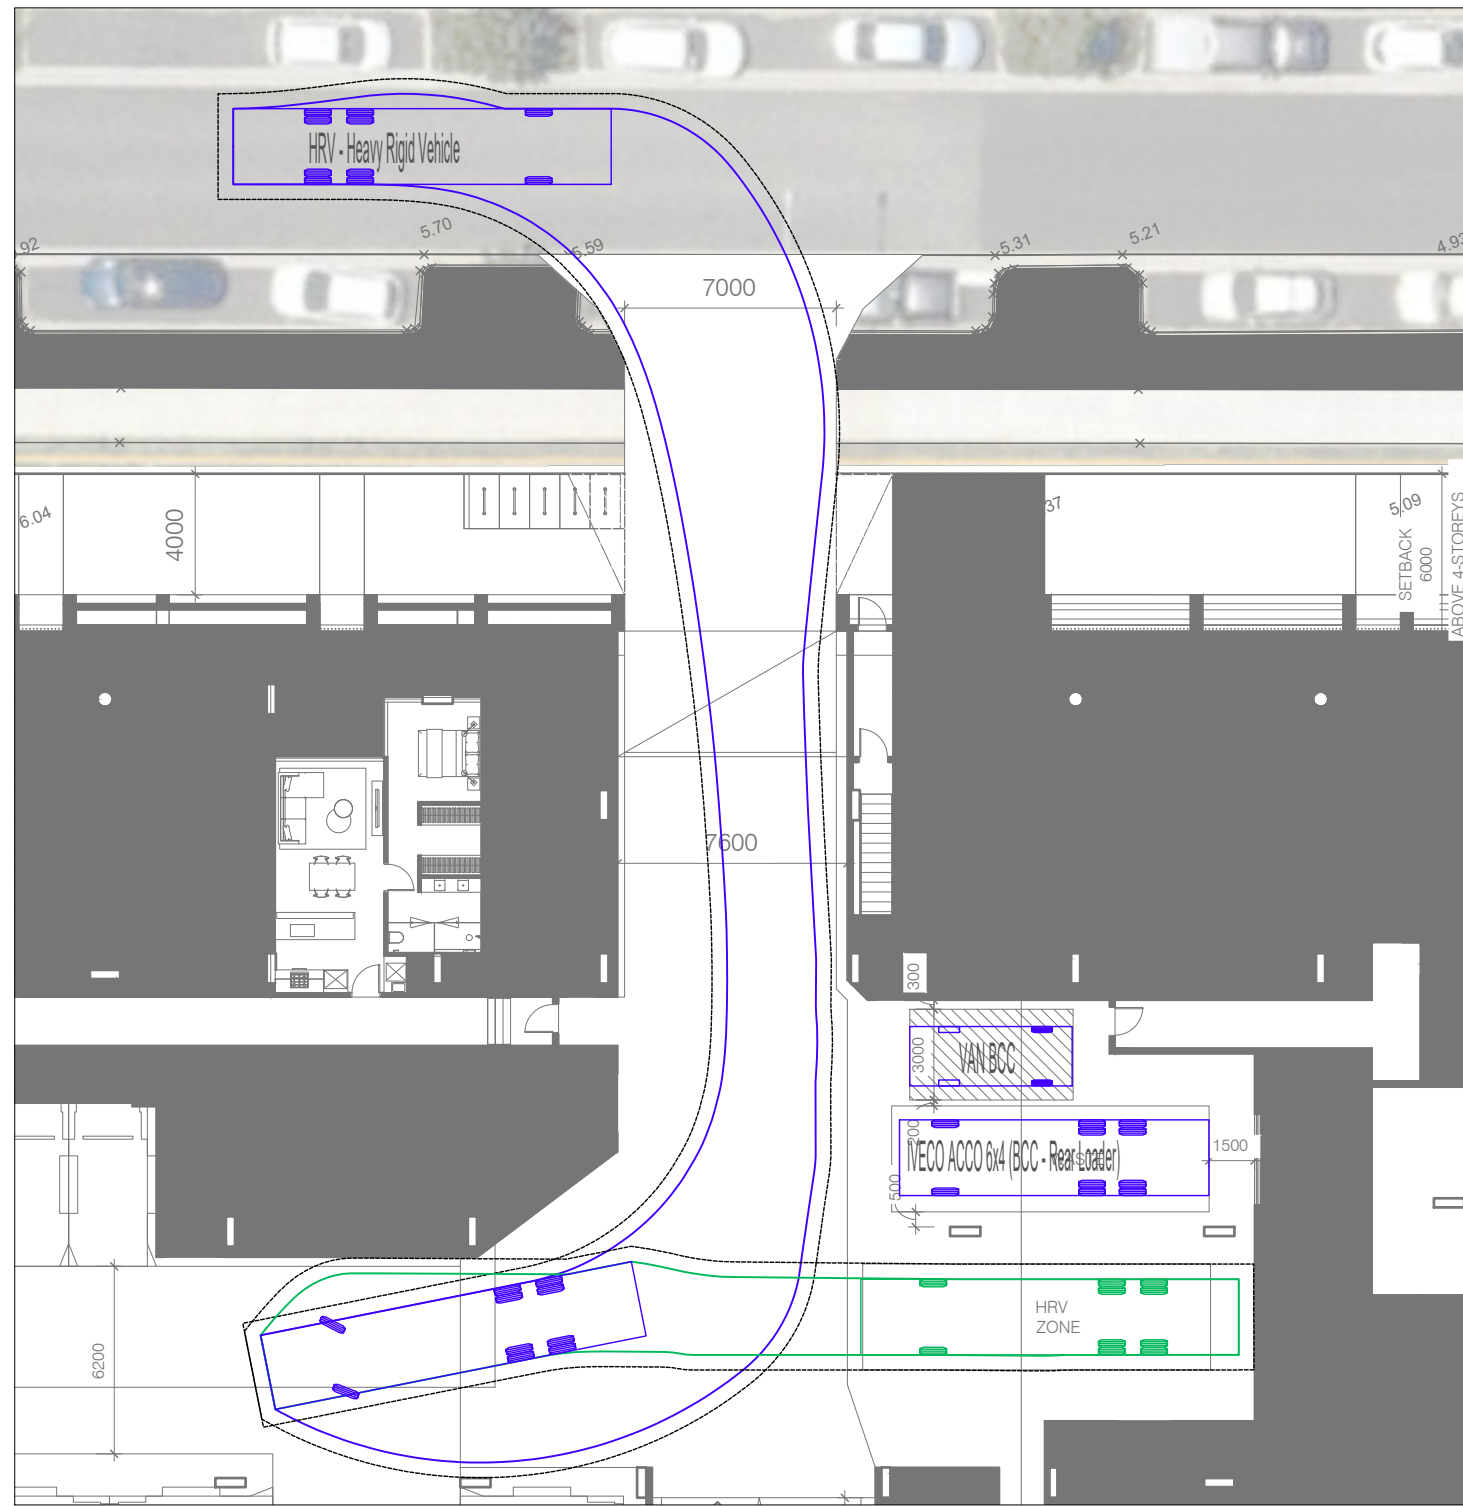 HRV - Heavy Rigid Vehicle
5.70
5.59
.92
5.31
5.21
4.93
7000
6.04
4000
37
5.09
SETBACK
6000
ABOVE 4-STOREYS
7600
300
3000
VAN BCC
200
IVECO ACCO 6x4 (BCC - Rear Loader)
1500
500
HRV
ZONE
6200